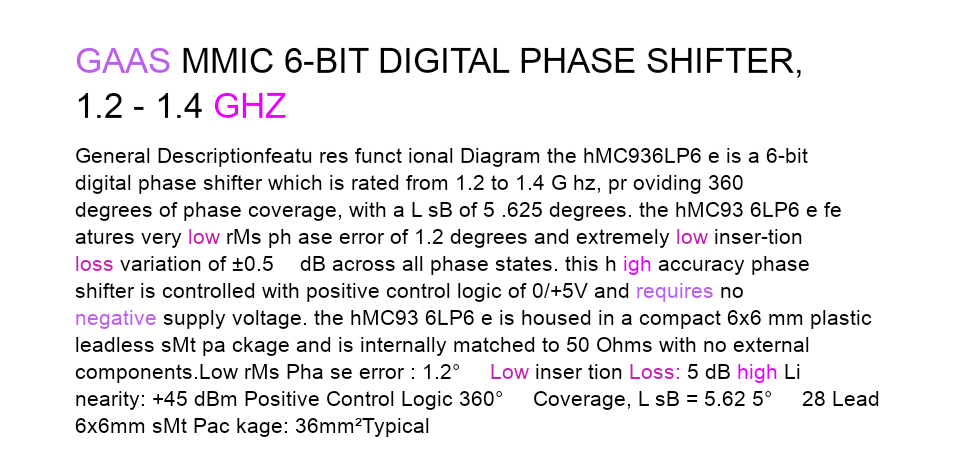 GAAS MMIC 6-BIT DIGITAL PHASE SHIFTER,
1.2 - 1.4 GHZ
General Descriptionfeatu res funct ional Diagram the hMC936LP6 e is a 6-bit
digital phase shifter which is rated from 1.2 to 1.4 G hz, pr oviding 360
degrees of phase coverage, with a L sB of 5 .625 degrees. the hMC93 6LP6 e fe
atures very low rMs ph ase error of 1.2 degrees and extremely low inser-tion
loss variation of ±0.5 dB across all phase states. this h igh accuracy phase
shifter is controlled with positive control logic of 0/+5V and requires no
negative supply voltage. the hMC93 6LP6 e is housed in a compact 6x6 mm plastic
leadless sMt pa ckage and is internally matched to 50 Ohms with no external
components.Low rMs Pha se error : 1.2° Low inser tion Loss: 5 dB high Li
nearity: +45 dBm Positive Control Logic 360° Coverage, L sB = 5.62 5° 28 Lead
6x6mm sMt Pac kage: 36mm²Typical